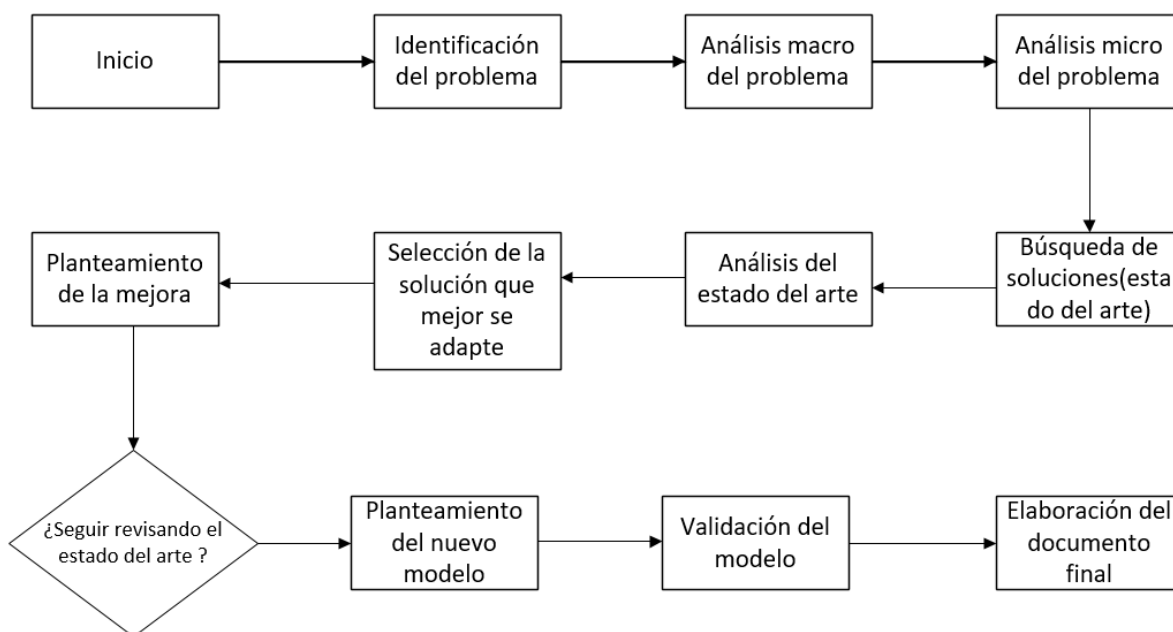 Inicio
Identificación
del problema
Análisis macro
del problema
Análisis micro
del problema
Planteamiento
de la mejora
Selección de la
solución que
mejor se
adapte
Análisis del
estado del arte
Búsqueda de
soluciones(esta
do del arte)
¿Seguir revisando el
estado del arte ?
Planteamiento
del nuevo
modelo
Validación del
modelo
Elaboración del
documento
final